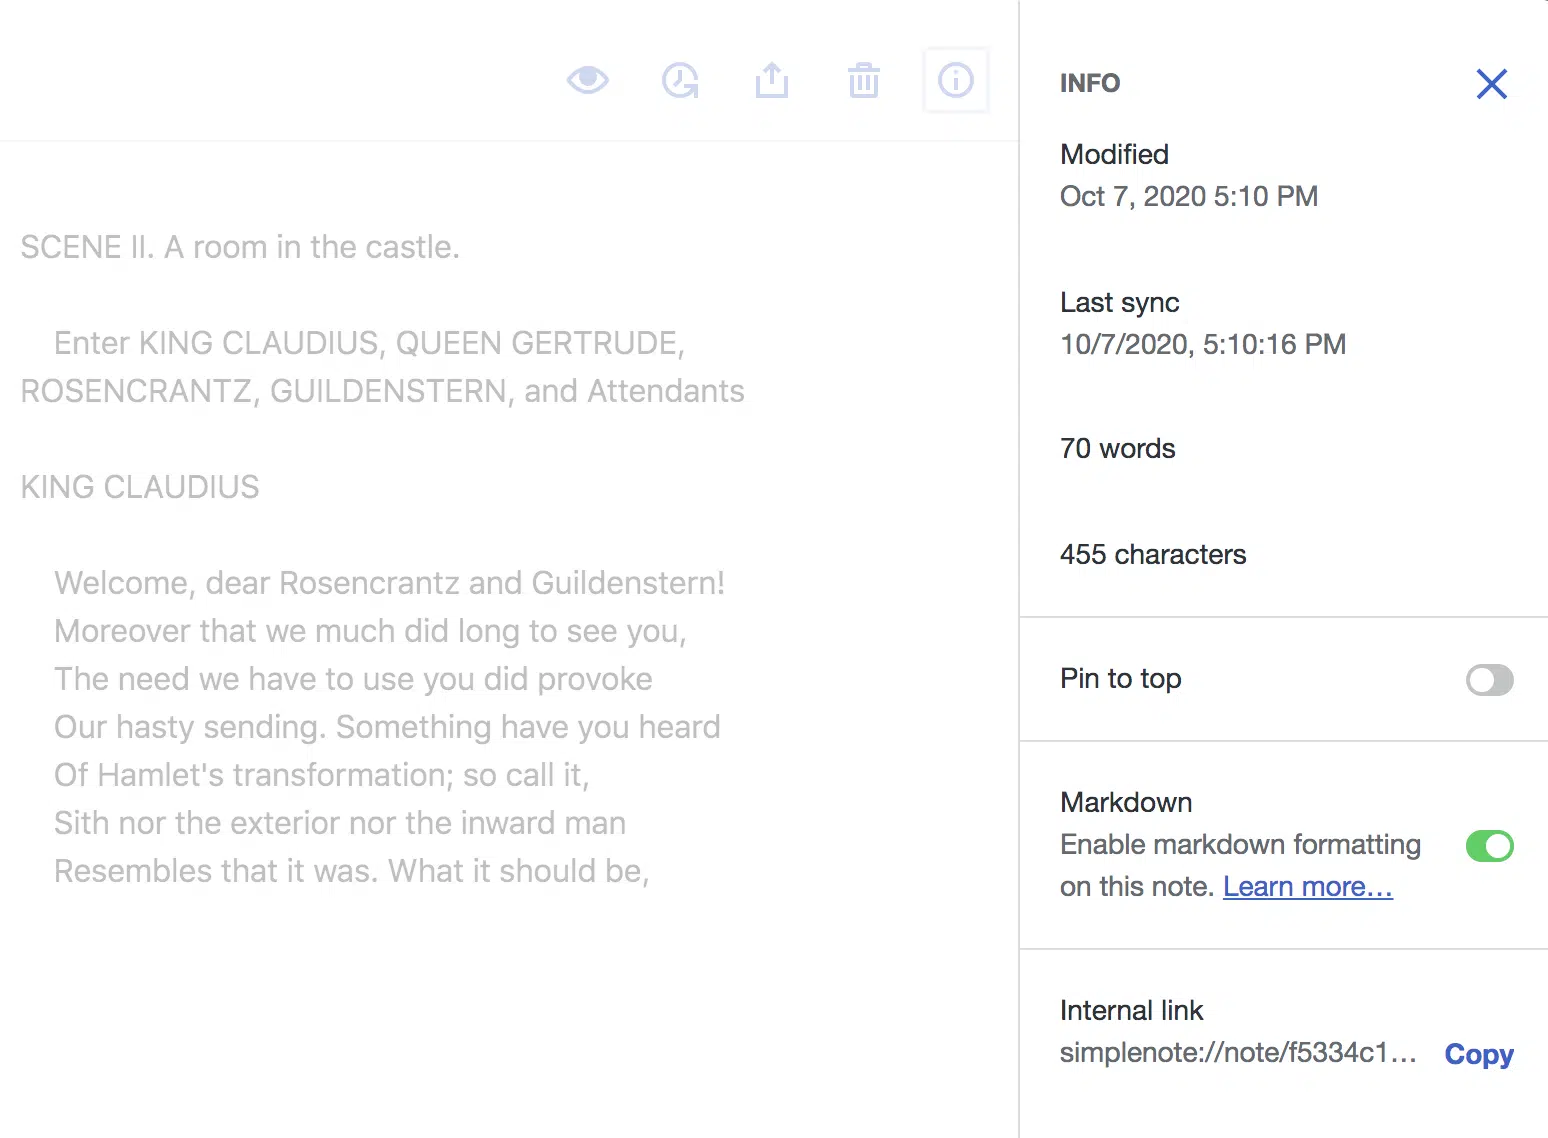 SCENE II. A room in the castle.
Enter KING CLAUDIUS, QUEEN GERTRUDE,
ROSENCRANTZ, GUILDENSTERN, and Attendants
KING CLAUDIUS
Welcome, dear Rosencrantz and Guildenstern!
Moreover that we much did long to see you,
The need we have to use you did provoke
Our hasty sending. Something have you heard
Of Hamlet's transformation; so call it,
Sith nor the exterior nor the inward man
Resembles that it was. What it should be,
INFO
Modified
Oct 7, 2020 5:10 PM
Last sync
10/7/2020, 5:10:16 PM
70 words
455 characters
Pin to top
Markdown
Enable markdown formatting
on this note. Learn more…
Internal link
simplenote://note/f5334c1… Copy